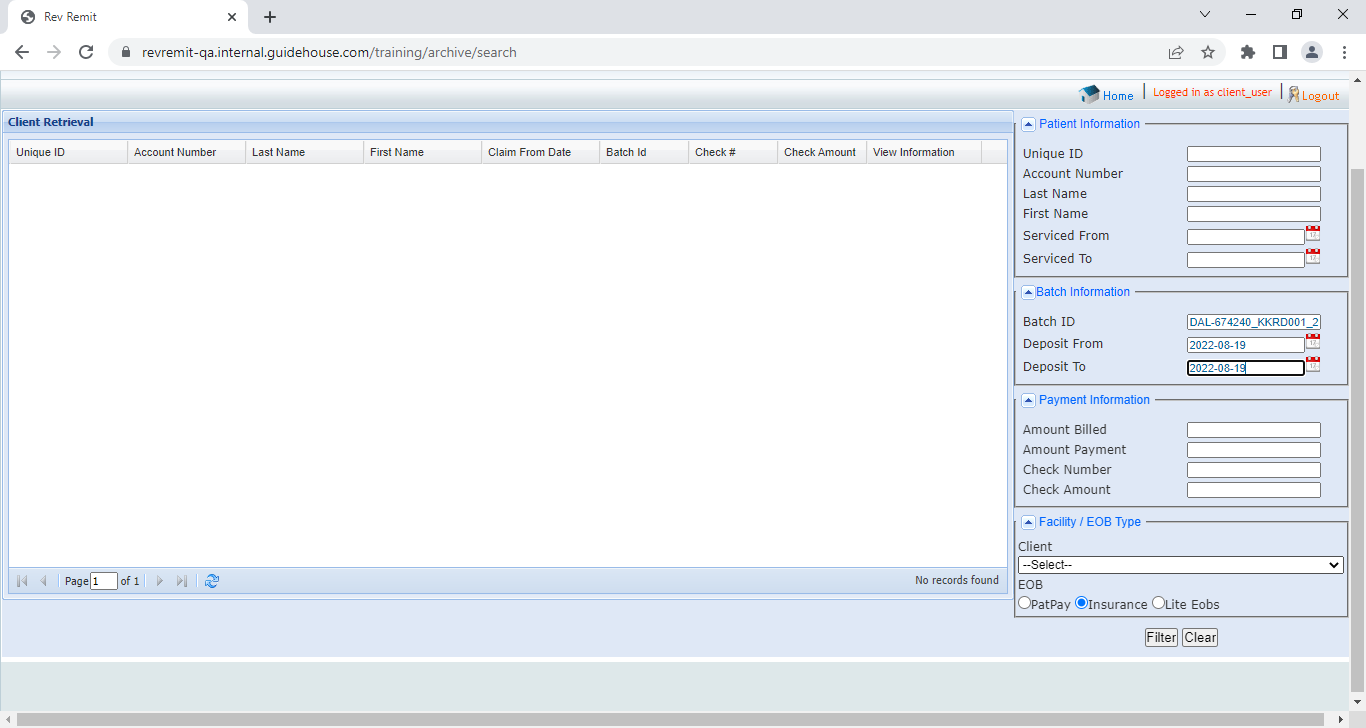 Rev Remit
revremit-qa.internal.guidehouse.com/training/archive/search
Home Logged in as client_user Logout
Client Retrieval
Unique ID Account Number Last Name First Name Claim From Date Batch Id Check # Check Amount View Information
Page 1 of 1 No records found
Patient Information
Unique ID
Account Number
Last Name
First Name
Serviced From
Serviced To
Batch Information
Batch ID DAL-674240_KKRD001_2
Deposit From 2022-08-19
Deposit To 2022-08-19
Payment Information
Amount Billed
Amount Payment
Check Number
Check Amount
Facility / EOB Type
Client
--Select--
EOB
PatPay Insurance Lite Eobs
Filter Clear